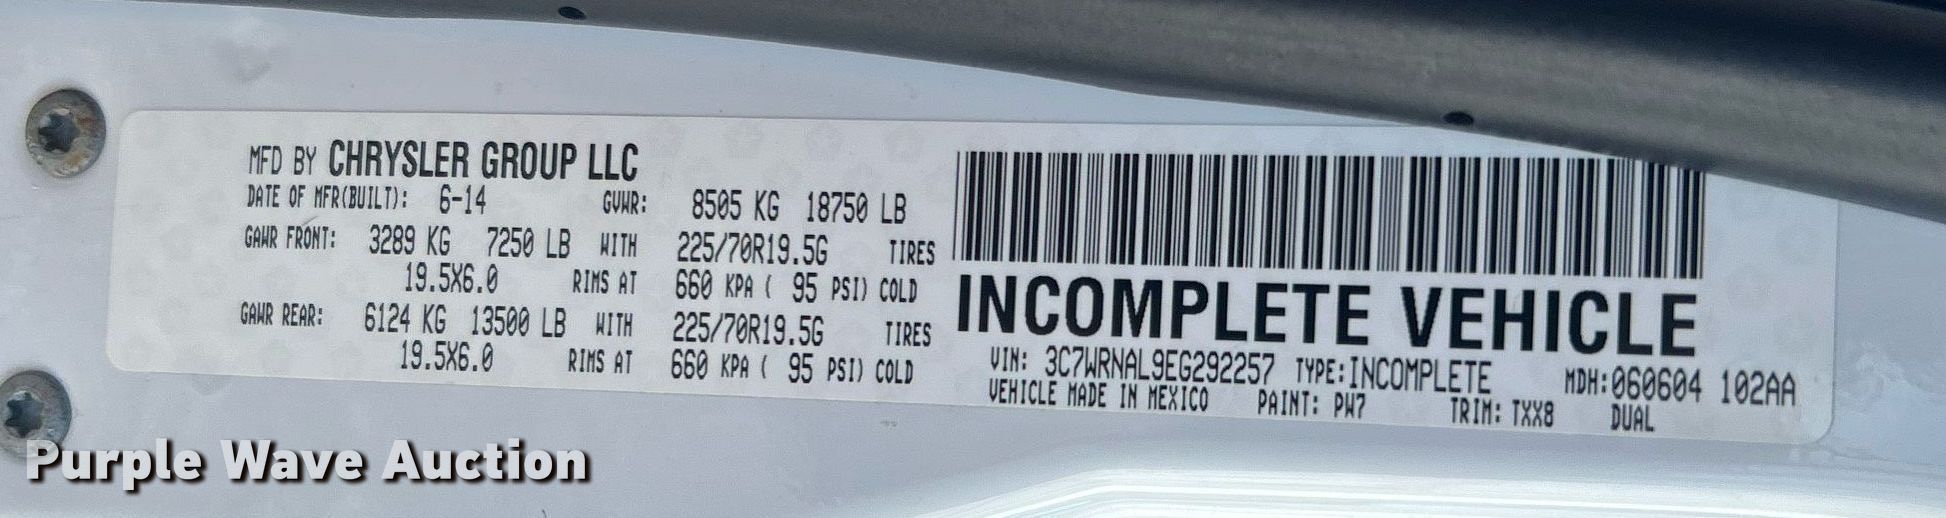 MFD BY CHRYSLER GROUP LLC
DATE OF MFR(BUILT): 6-14 GVWR: 8505 KG 18750 LB
GAWR FRONT: 3289 KG 7250 LB WITH 225/70R19.5G TIRES
19.5X6.0 RIMS AT 660 KPA ( 95 PSI) COLD
GAWR REAR: 6124 KG 13500 LB WITH 225/70R19.5G TIRES
19.5X6.0 RIMS AT 660 KPA ( 95 PSI) COLD
INCOMPLETE VEHICLE
VIN: 3C7WRNAL9EG292257 TYPE:INCOMPLETE MDH:060604 102AA
VEHICLE MADE IN MEXICO PAINT: PW7 TRIM: TXX8 DUAL
Purple Wave Auction